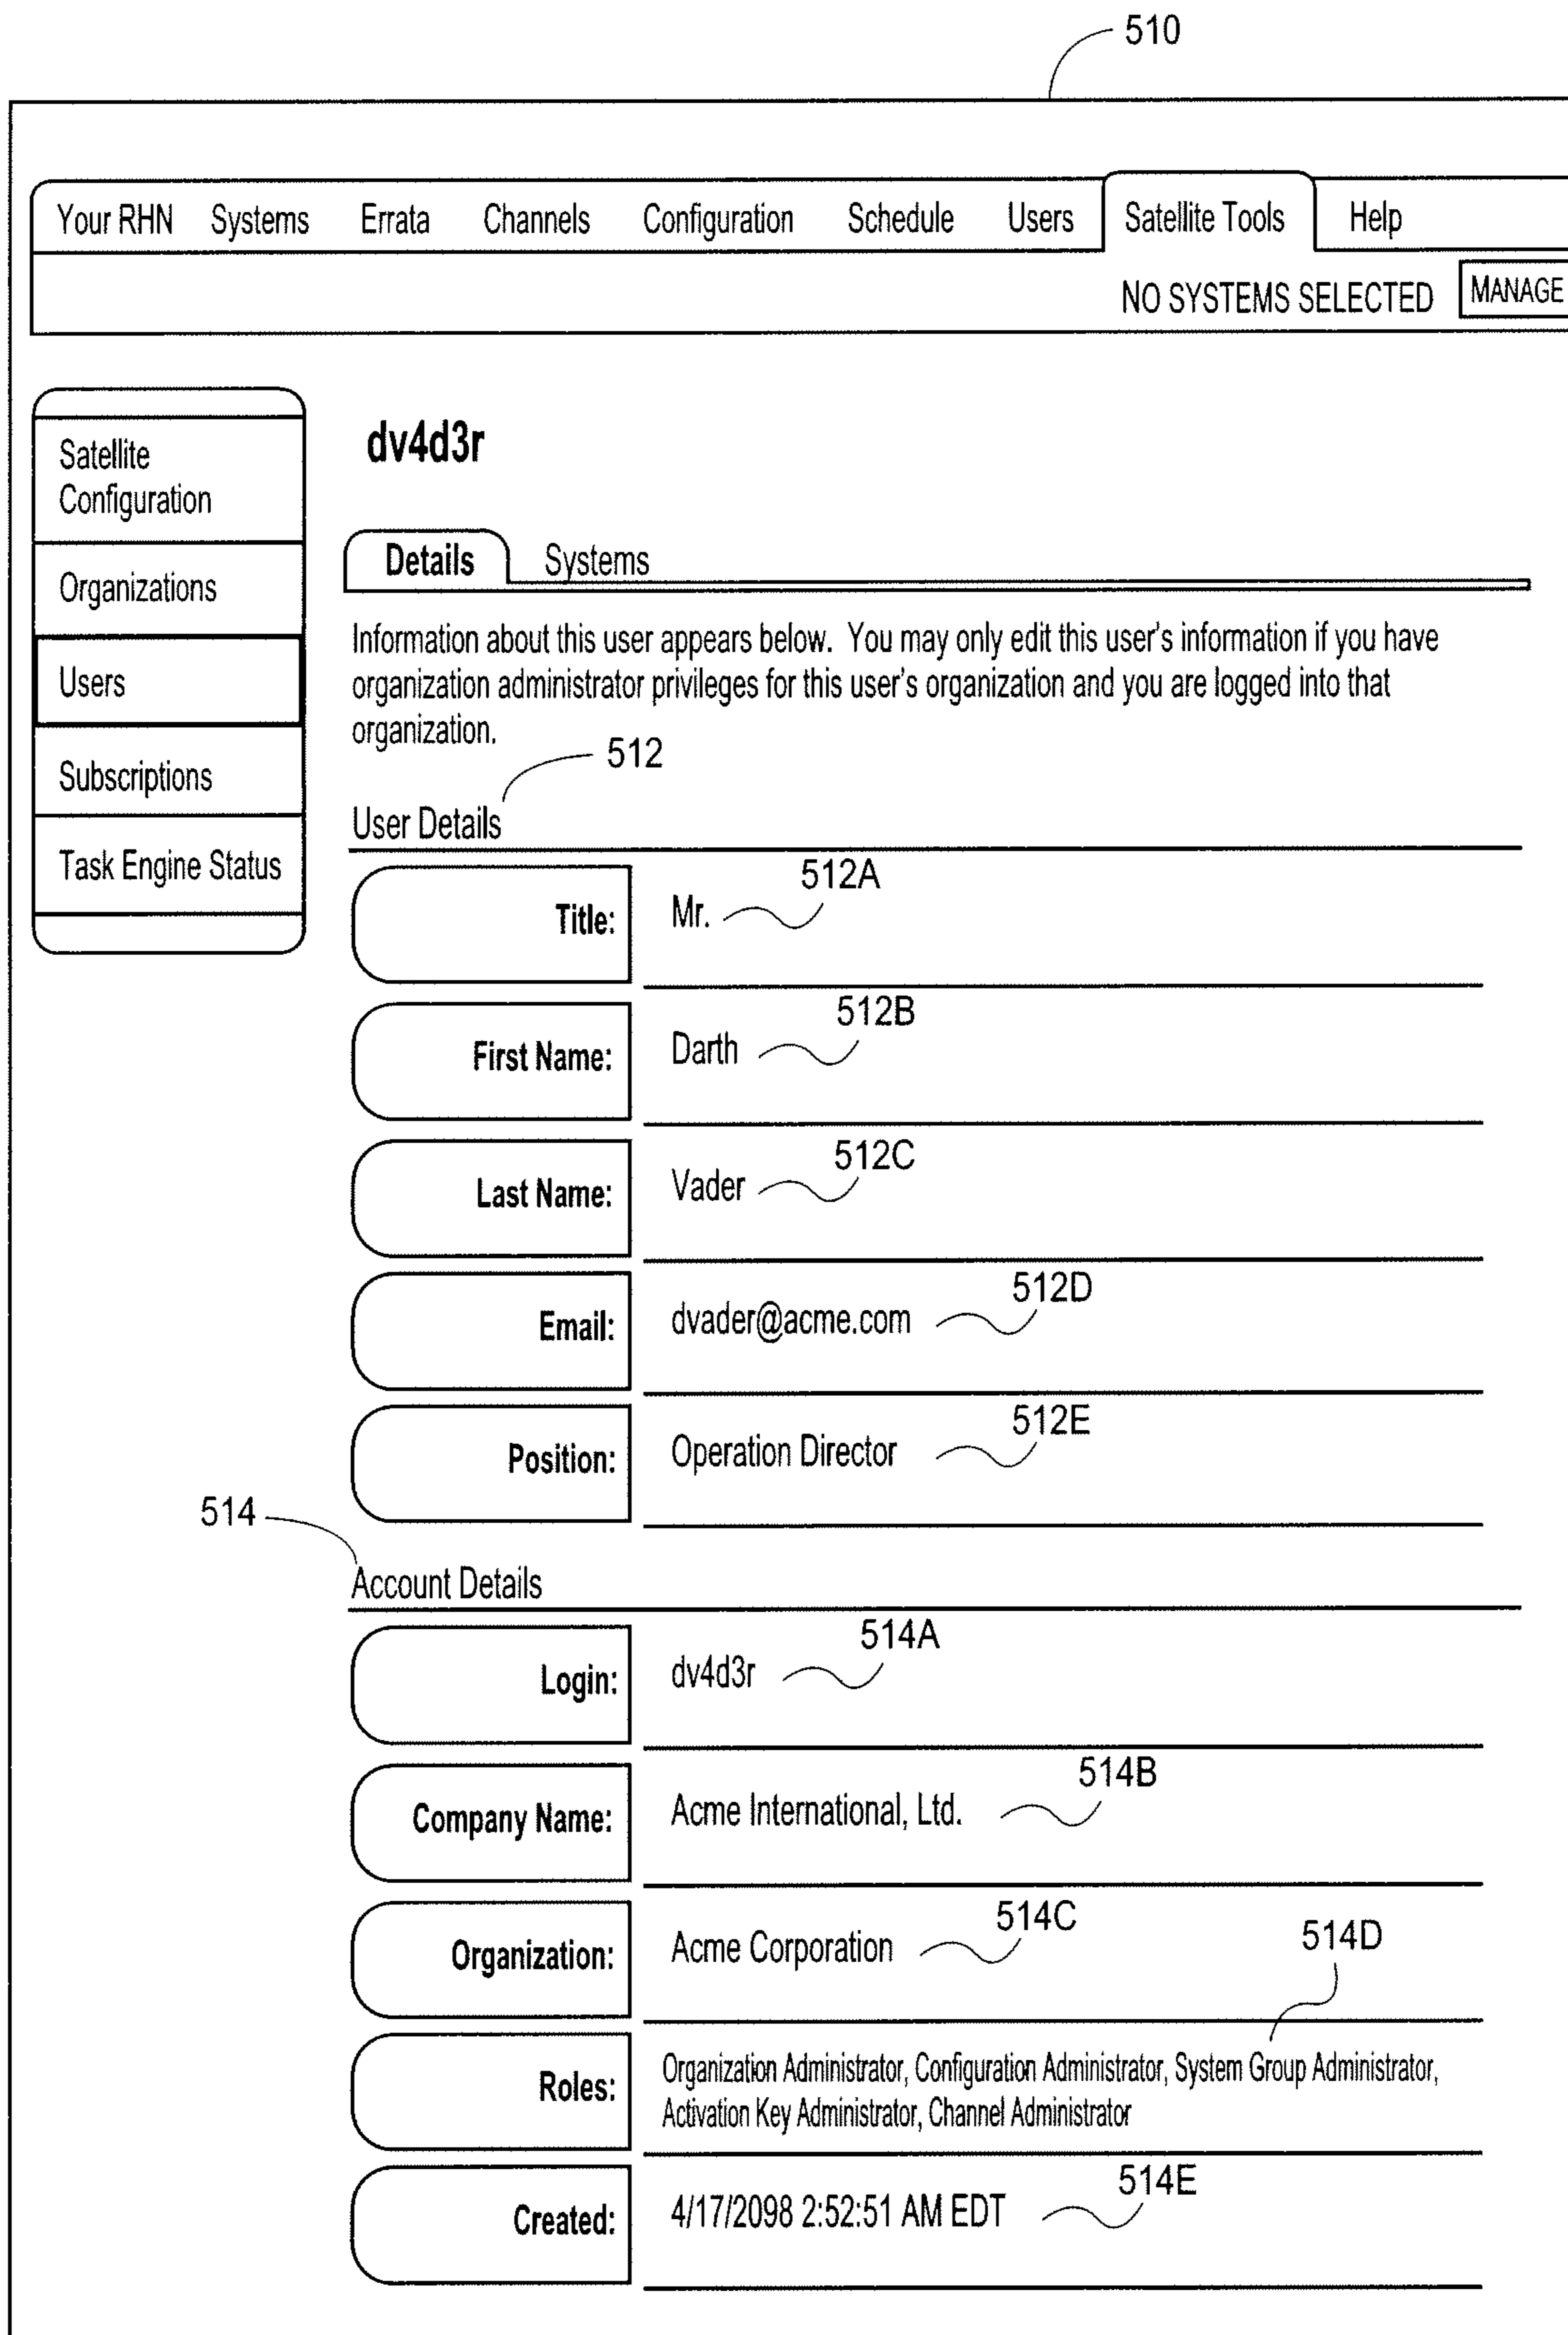 510
Your RHN Systems Errata Channels Configuration Schedule Users Satellite Tools Help
NO SYSTEMS SELECTED MANAGE
Satellite
Configuration
Organizations
Users
Subscriptions
Task Engine Status
dv4d3r
Details Systems
Information about this user appears below. You may only edit this user's information if you have
organization administrator privileges for this user's organization and you are logged into that
organization.
512
User Details
512A
Title: Mr.
512B
First Name: Darth
512C
Last Name: Vader
512D
Email: dvader@acme.com
512E
Position: Operation Director
514
Account Details
514A
Login: dv4d3r
514B
Company Name: Acme International, Ltd.
514C
Organization: Acme Corporation
514D
Roles: Organization Administrator, Configuration Administrator, System Group Administrator,
Activation Key Administrator, Channel Administrator
514E
Created: 4/17/2098 2:52:51 AM EDT